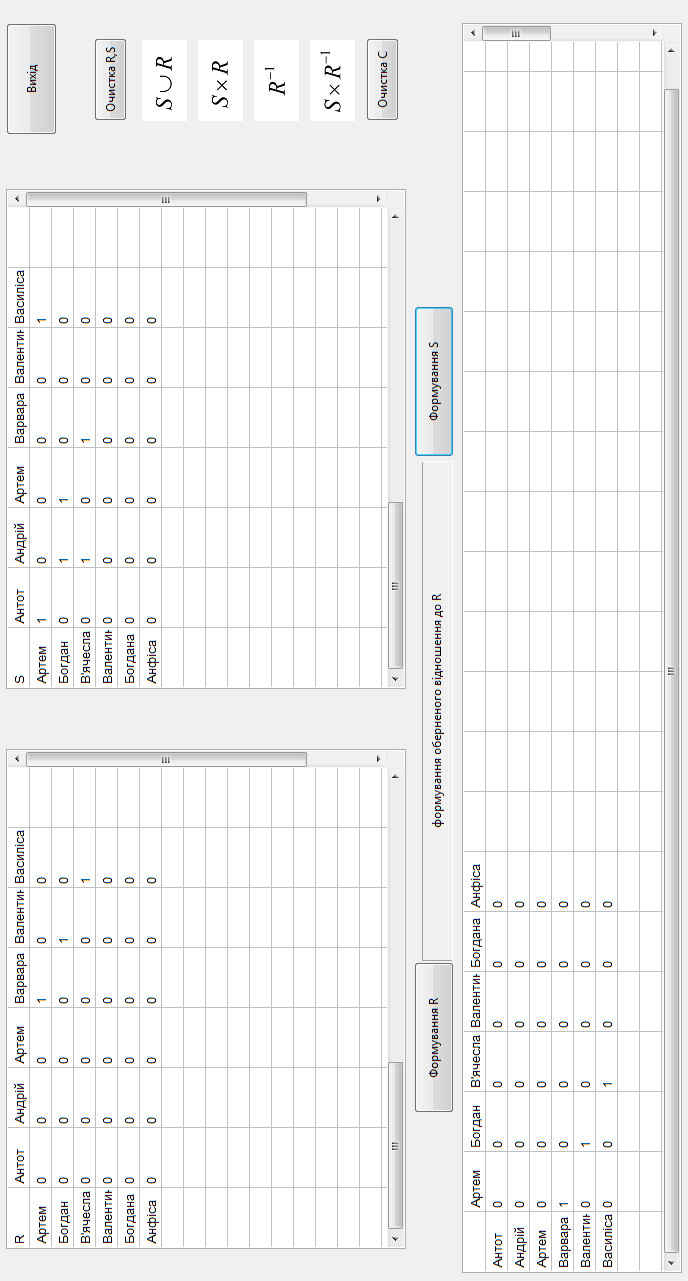 R Антот Андрій Артем Варвара Валентин Василіса
Артем 0 0 0 1 0 0
Богдан 0 0 0 0 1 0
В'ячесла 0 0 0 0 0 1
Валентин 0 0 0 0 0 0
Богдана 0 0 0 0 0 0
Анфіса 0 0 0 0 0 0
S Антот Андрій Артем Варвара Валентин Василіса
Артем 1 0 0 0 0 1
Богдан 0 1 1 0 0 0
В'ячесла 0 1 0 1 0 0
Валентин 0 0 0 0 0 0
Богдана 0 0 0 0 0 0
Анфіса 0 0 0 0 0 0
Вихід
Очистка R,S
S ∪ R
S × R
R⁻¹
S × R⁻¹
Очистка С
Формування R
формування оберненого відношення до R
Формування S
Артем Богдан В'ячесла Валентин Богдана Анфіса
Антот 0 0 0 0 0 0
Андрій 0 0 0 0 0 0
Артем 0 0 0 0 0 0
Варвара 1 0 0 0 0 0
Валентин 0 1 0 0 0 0
Василіса 0 0 1 0 0 0